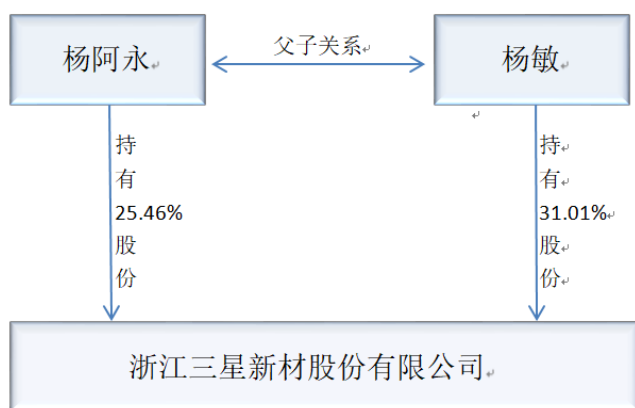 杨阿永
父子关系
杨敏
持
有
25.46%
股
份
持
有
31.01%
股
份
浙江三星新材股份有限公司